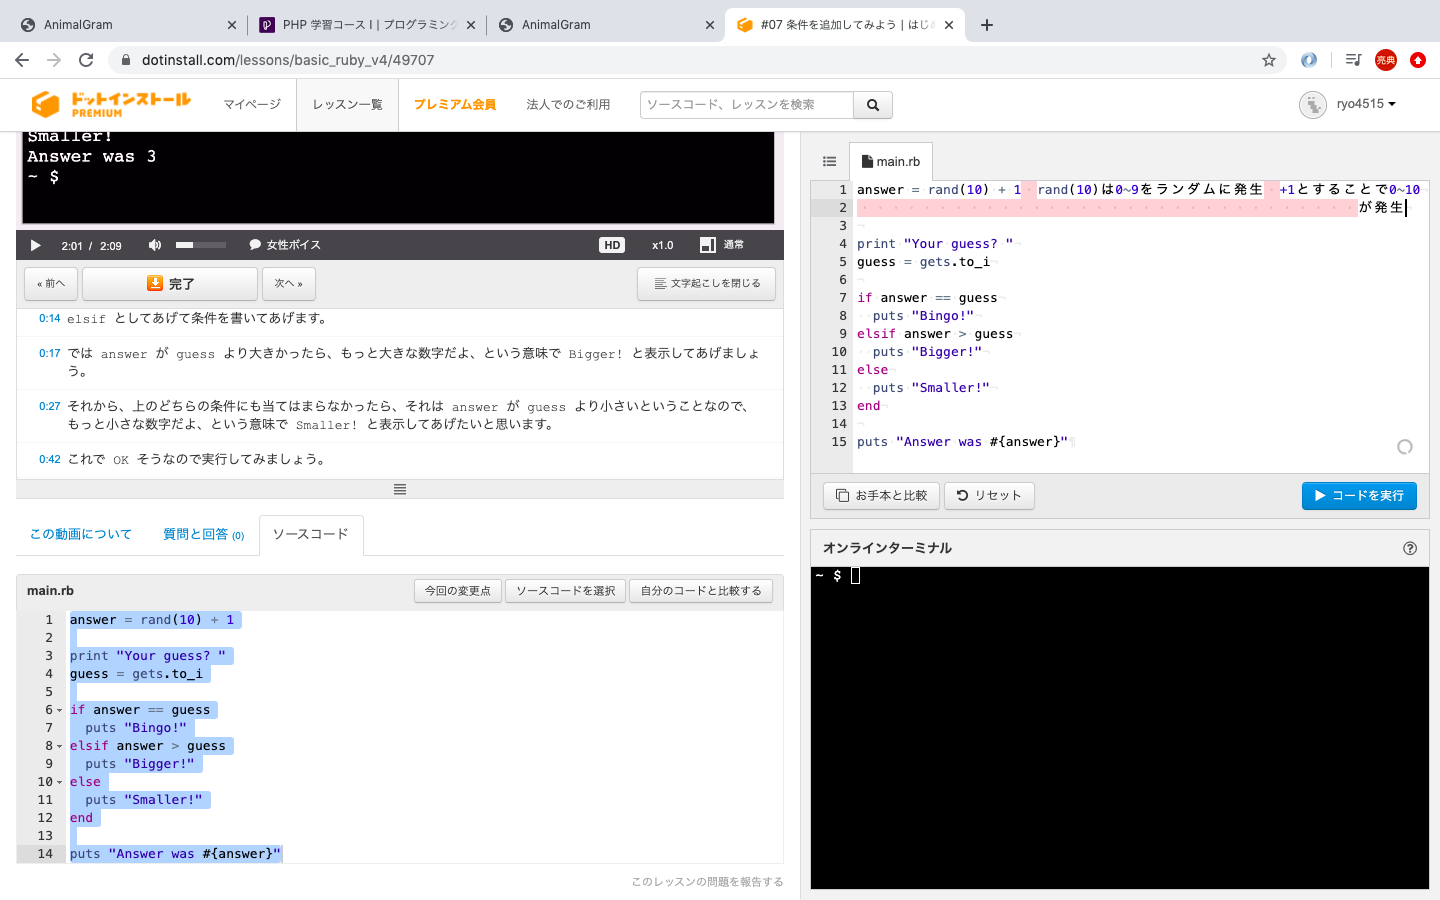 AnimalGram
PHP 学習コース I | プログラミング
AnimalGram
#07 条件を追加してみよう | はじめ
dotinstall.com/lessons/basic_ruby_v4/49707
亮典
ドットインストール
PREMIUM
マイページ
レッスン一覧
プレミアム会員
法人でのご利用
ソースコード、レッスンを検索
ryo4515
Smaller!
Answer was 3
~ $
2:01 / 2:09
女性ボイス
HD
x1.0
通常
« 前へ
完了
次へ »
文字起こしを閉じる
0:14 elsif としてあげて条件を書いてあげます。
0:17 では answer が guess より大きかったら、もっと大きな数字だよ、という意味で Bigger! と表示してあげましょ
う。
0:27 それから、上のどちらの条件にも当てはまらなかったら、それは answer が guess より小さいということなので、
もっと小さな数字だよ、という意味で Smaller! と表示してあげたいと思います。
0:42 これで OK そうなので実行してみましょう。
この動画について
質問と回答 (0)
ソースコード
main.rb
今回の変更点
ソースコードを選択
自分のコードと比較する
1 answer = rand(10) + 1
2
3 print "Your guess? "
4 guess = gets.to_i
5
6 if answer == guess
7 puts "Bingo!"
8 elsif answer > guess
9 puts "Bigger!"
10 else
11 puts "Smaller!"
12 end
13
14 puts "Answer was #{answer}"
このレッスンの問題を報告する
main.rb
1 answer = rand(10) + 1 rand(10)は0~9をランダムに発生 +1とすることで0~10
2 が発生
3
4 print "Your guess? "
5 guess = gets.to_i
6
7 if answer == guess
8 puts "Bingo!"
9 elsif answer > guess
10 puts "Bigger!"
11 else
12 puts "Smaller!"
13 end
14
15 puts "Answer was #{answer}"
お手本と比較
リセット
コードを実行
オンラインターミナル
~ $